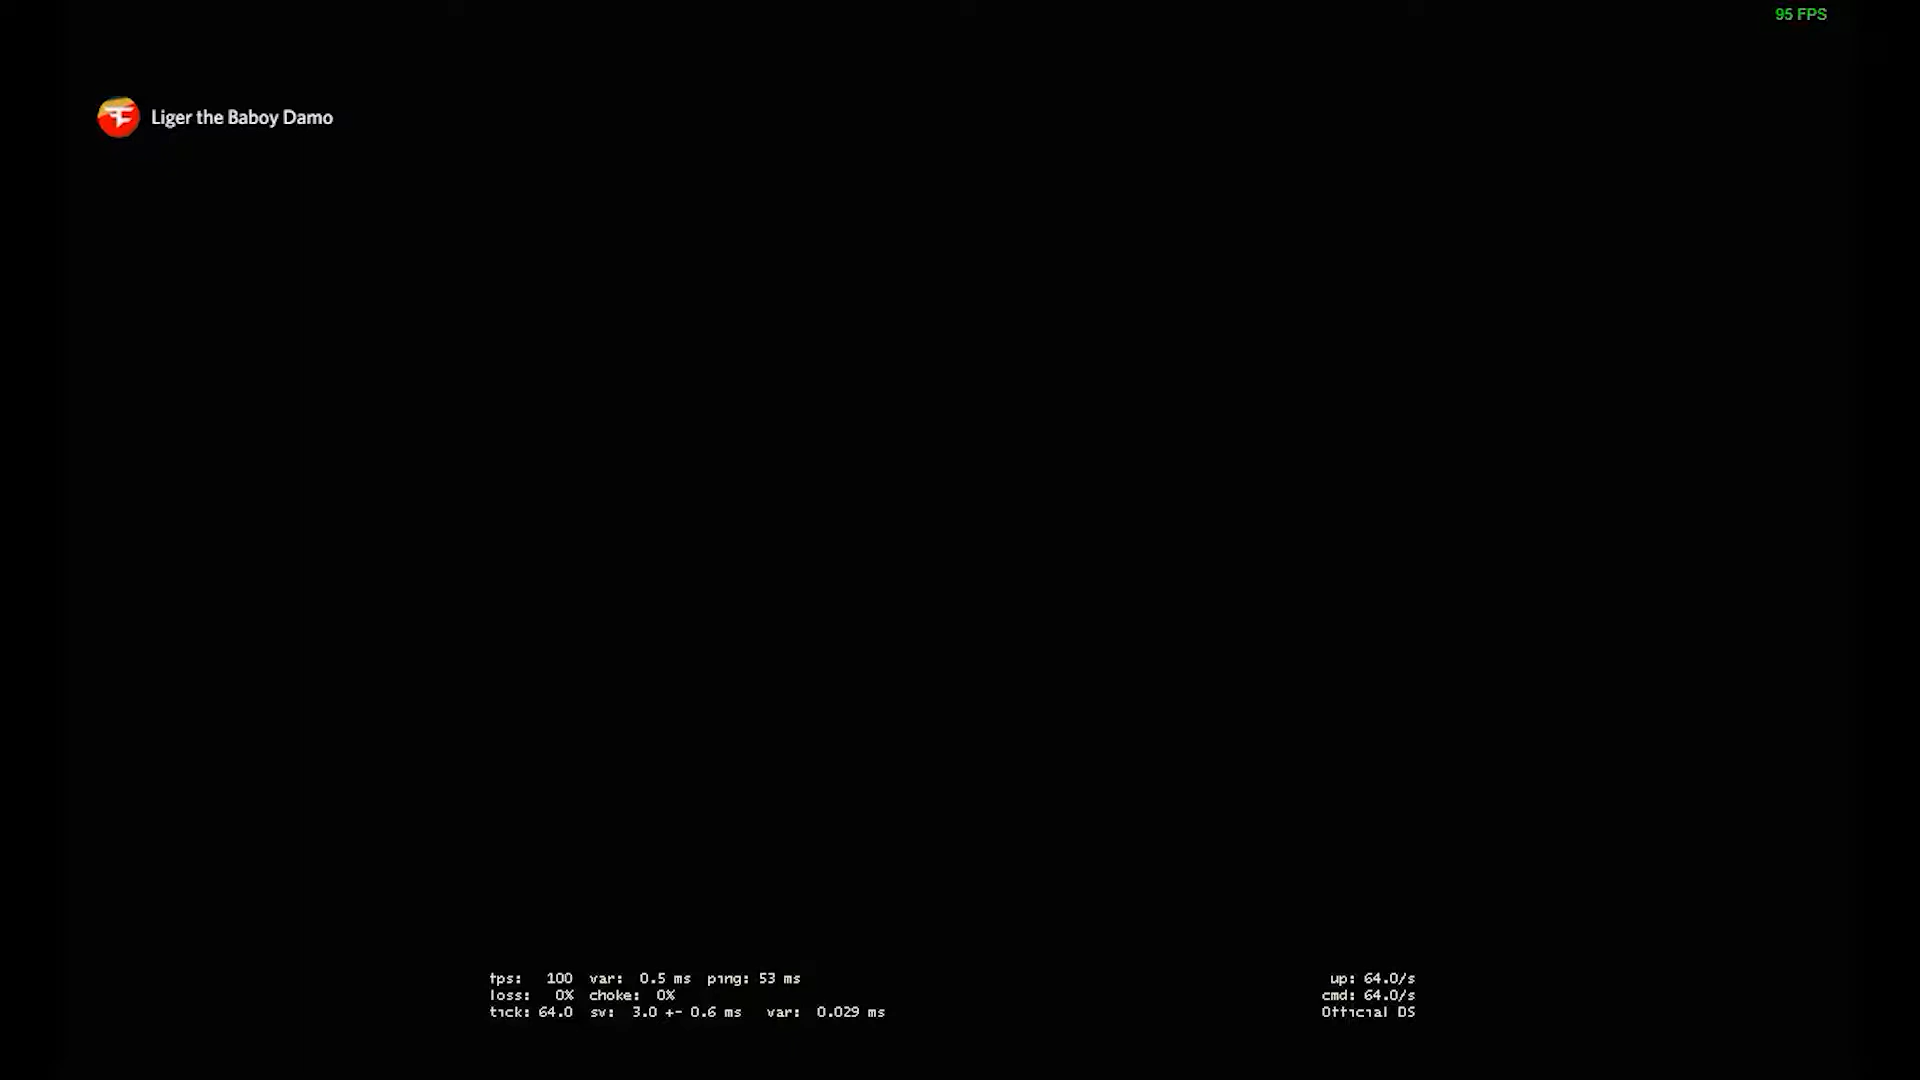 95 FPS
Liger the Baboy Damo
fps: 100 var: 0.5 ms ping: 53 ms
up: 64.0/s
loss: 0% choke: 0%
cmd: 64.0/s
tick: 64.0 sv: 3.0 +- 0.6 ms var: 0.029 ms
Official DS